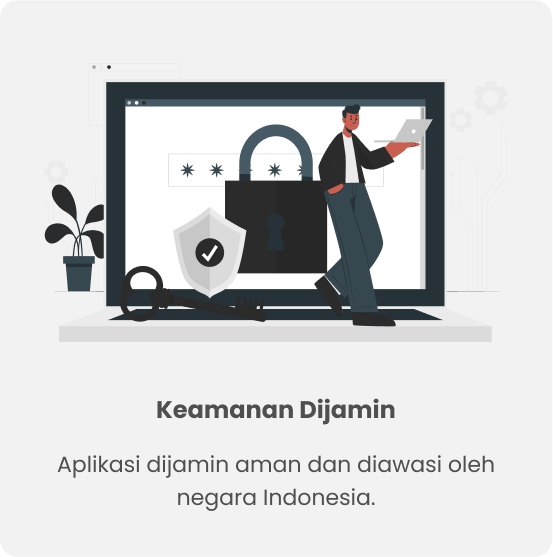 Keamanan Dijamin
Aplikasi dijamin aman dan diawasi oleh
negara Indonesia.